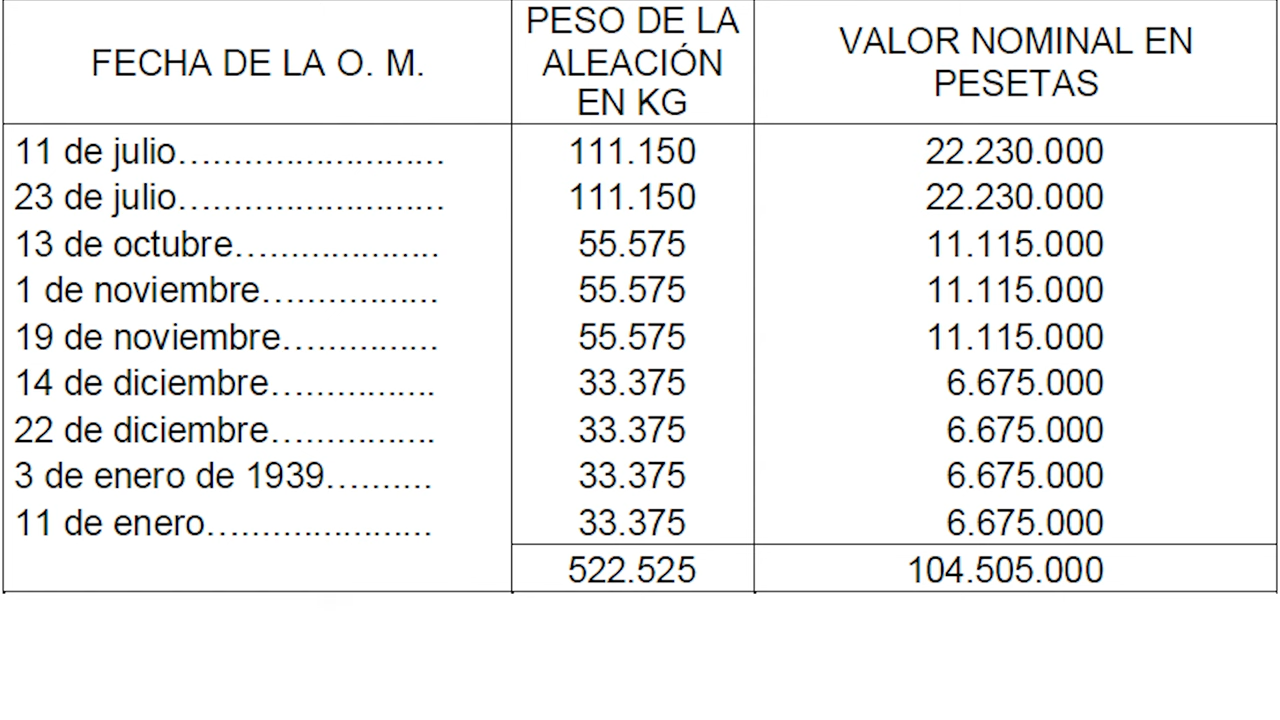 FECHA DE LA O. M.
PESO DE LA
ALEACIÓN
EN KG
VALOR NOMINAL EN
PESETAS
11 de julio............................ 111.150 22.230.000
23 de julio............................ 111.150 22.230.000
13 de octubre..................... 55.575 11.115.000
1 de noviembre.................. 55.575 11.115.000
19 de noviembre................ 55.575 11.115.000
14 de diciembre................. 33.375 6.675.000
22 de diciembre................. 33.375 6.675.000
3 de enero de 1939........... 33.375 6.675.000
11 de enero....................... 33.375 6.675.000
522.525 104.505.000